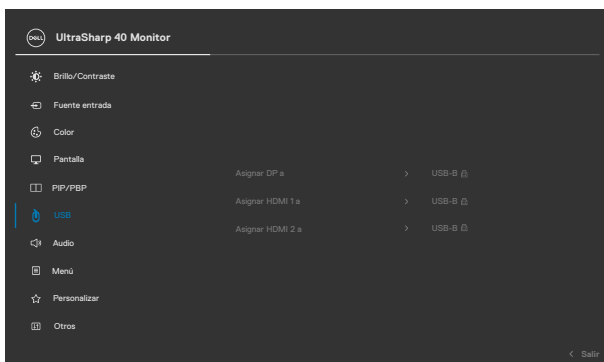 DELL UltraSharp 40 Monitor
Brillo/Contraste
Fuente entrada
Color
Pantalla
Asignar DP a > USB-B
PIP/PBP
Asignar HDMI 1 a > USB-B
USB
Asignar HDMI 2 a > USB-B
Audio
Menú
Personalizar
Otros
< Salir